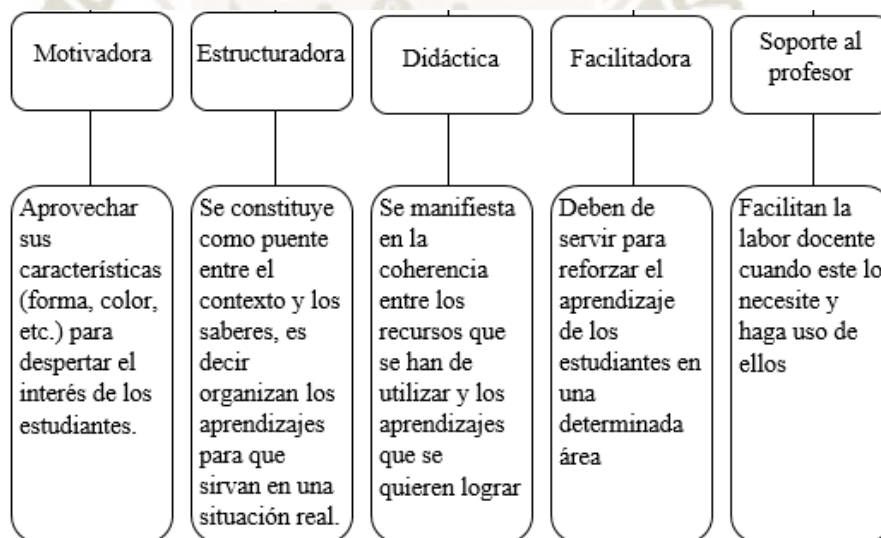 Motivadora
Estructuradora
Didáctica
Facilitadora
Soporte al
profesor
Aprovechar
sus
características
(forma, color,
etc.) para
despertar el
interés de los
estudiantes.
Se constituye
como puente
entre el
contexto y los
saberes, es
decir
organizan los
aprendizajes
para que
sirvan en una
situación real.
Se manifiesta
en la
coherencia
entre los
recursos que
se han de
utilizar y los
aprendizajes
que se
quieren lograr
Deben de
servir para
reforzar el
aprendizaje
de los
estudiantes en
una
determinada
área
Facilitan la
labor docente
cuando este lo
necesite y
haga uso de
ellos